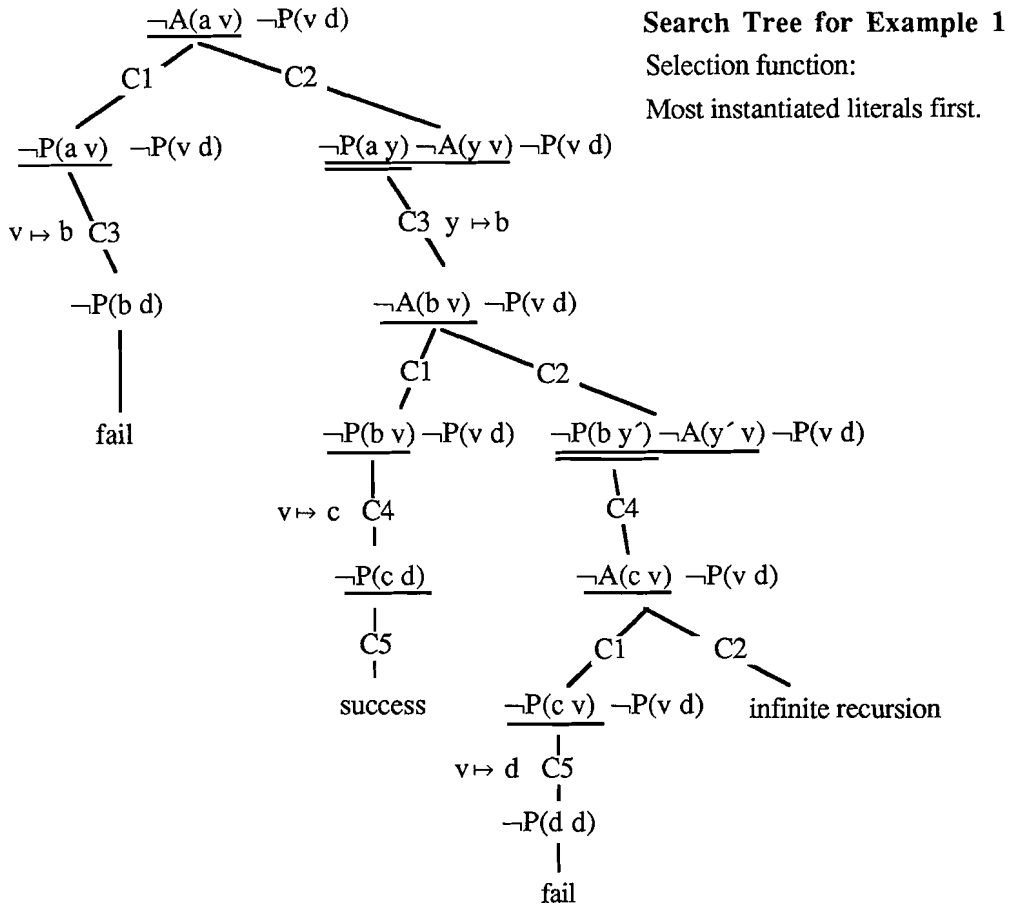 ¬A(a v) ¬P(v d)
Search Tree for Example 1
Selection function:
Most instantiated literals first.
C1 C2
¬P(a v) ¬P(v d)
¬P(a y) ¬A(y v) ¬P(v d)
v ↦ b C3
C3 y ↦ b
¬P(b d)
¬A(b v) ¬P(v d)
C1 C2
fail
¬P(b v) ¬P(v d)
¬P(b y´) ¬A(y´ v) ¬P(v d)
v ↦ c C4
C4
¬P(c d)
¬A(c v) ¬P(v d)
C5
C1 C2
success
¬P(c v) ¬P(v d)
infinite recursion
v ↦ d C5
¬P(d d)
fail